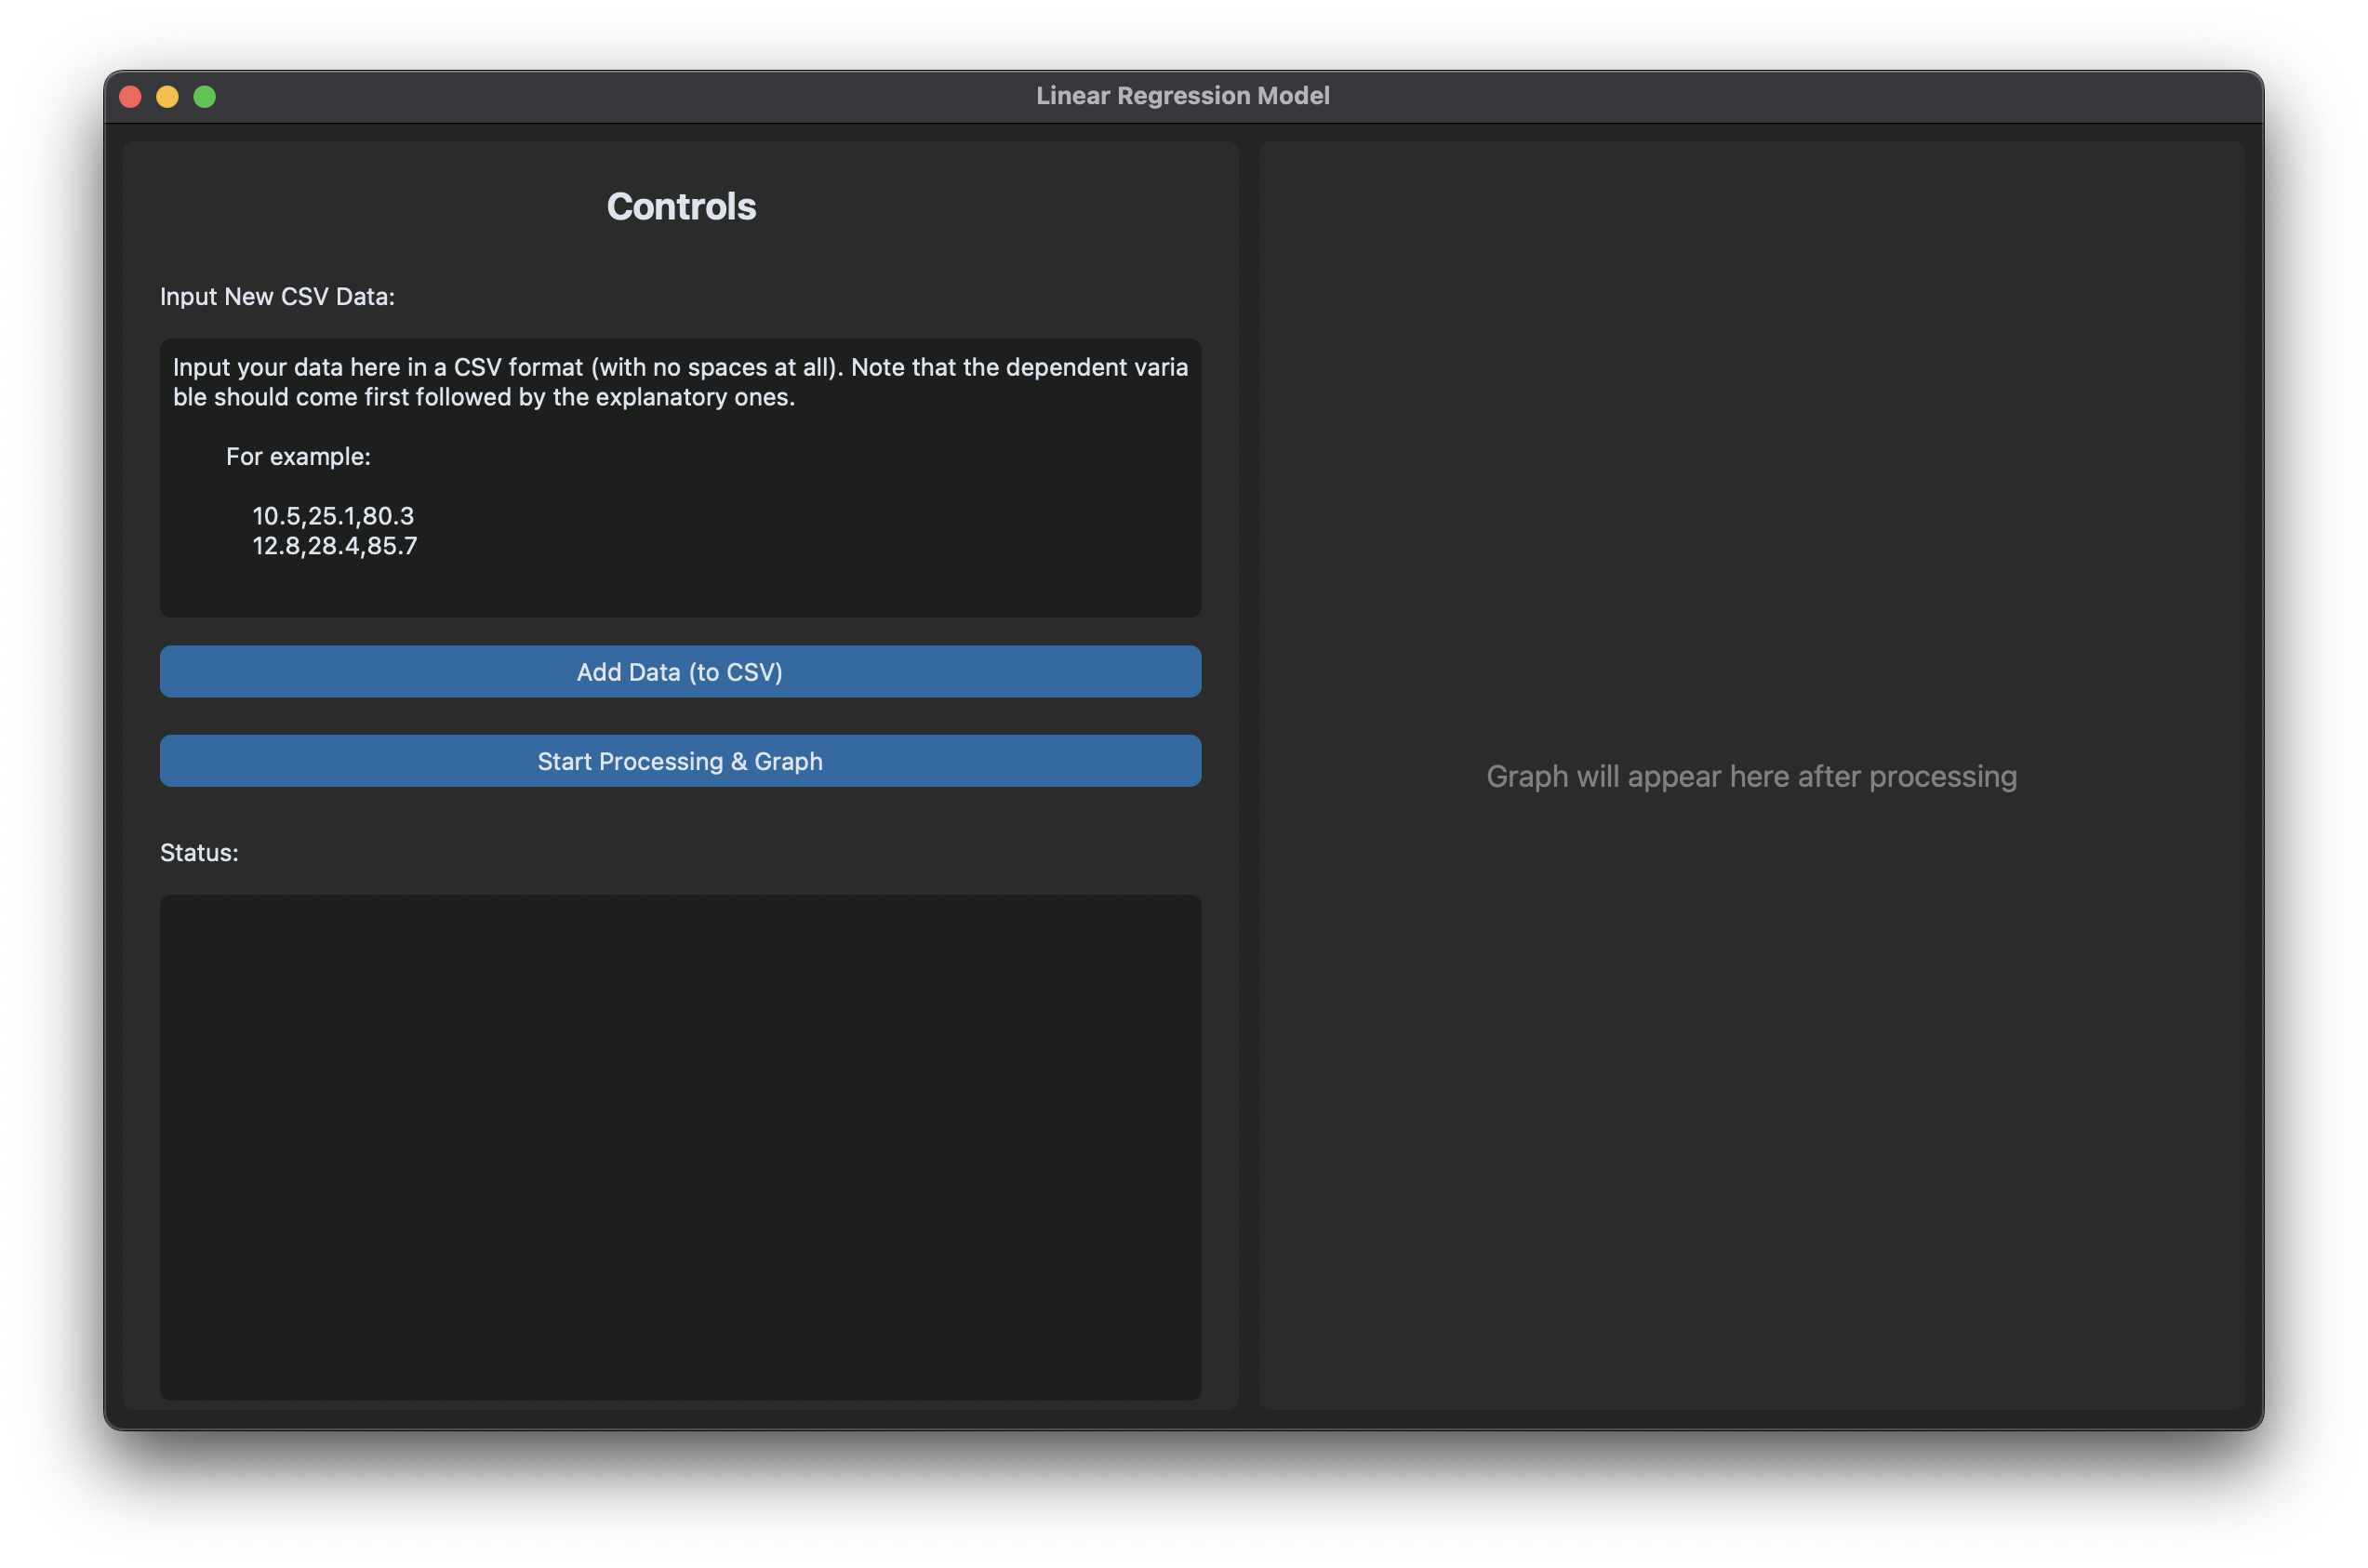 Linear Regression Model
Controls
Input New CSV Data:
Input your data here in a CSV format (with no spaces at all). Note that the dependent varia
ble should come first followed by the explanatory ones.
For example:
10.5,25.1,80.3
12.8,28.4,85.7
Add Data (to CSV)
Start Processing & Graph
Status:
Graph will appear here after processing